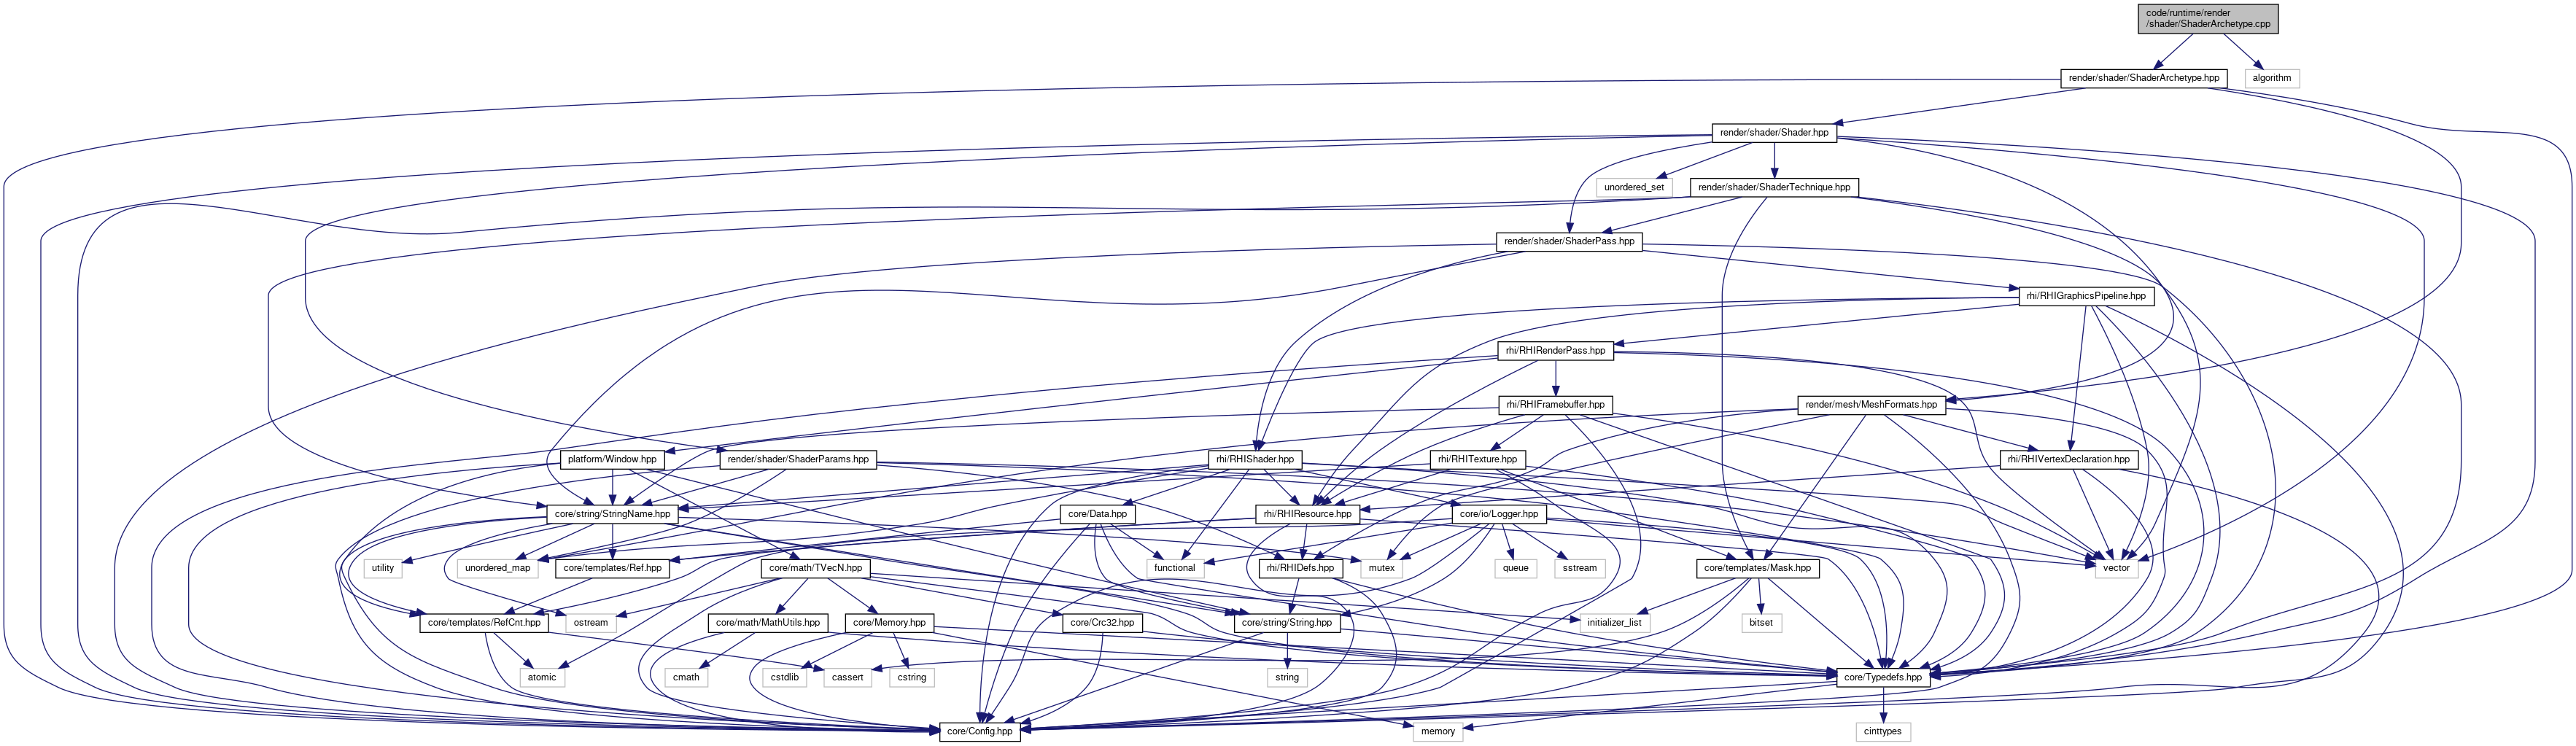 code/runtime/render
/shader/ShaderArchetype.cpp
render/shader/ShaderArchetype.hpp
algorithm
render/shader/Shader.hpp
unordered_set
render/shader/ShaderTechnique.hpp
render/shader/ShaderPass.hpp
rhi/RHIGraphicsPipeline.hpp
rhi/RHIRenderPass.hpp
rhi/RHIFramebuffer.hpp
render/mesh/MeshFormats.hpp
platform/Window.hpp
render/shader/ShaderParams.hpp
rhi/RHIShader.hpp
rhi/RHITexture.hpp
rhi/RHIVertexDeclaration.hpp
core/string/StringName.hpp
core/Data.hpp
rhi/RHIResource.hpp
core/io/Logger.hpp
utility
unordered_map
core/templates/Ref.hpp
core/math/TVecN.hpp
functional
rhi/RHIDefs.hpp
mutex
queue
sstream
core/templates/Mask.hpp
vector
core/templates/RefCnt.hpp
ostream
core/math/MathUtils.hpp
core/Memory.hpp
core/Crc32.hpp
core/string/String.hpp
initializer_list
bitset
atomic
cmath
cstdlib
cassert
cstring
string
core/Typedefs.hpp
core/Config.hpp
memory
cinttypes